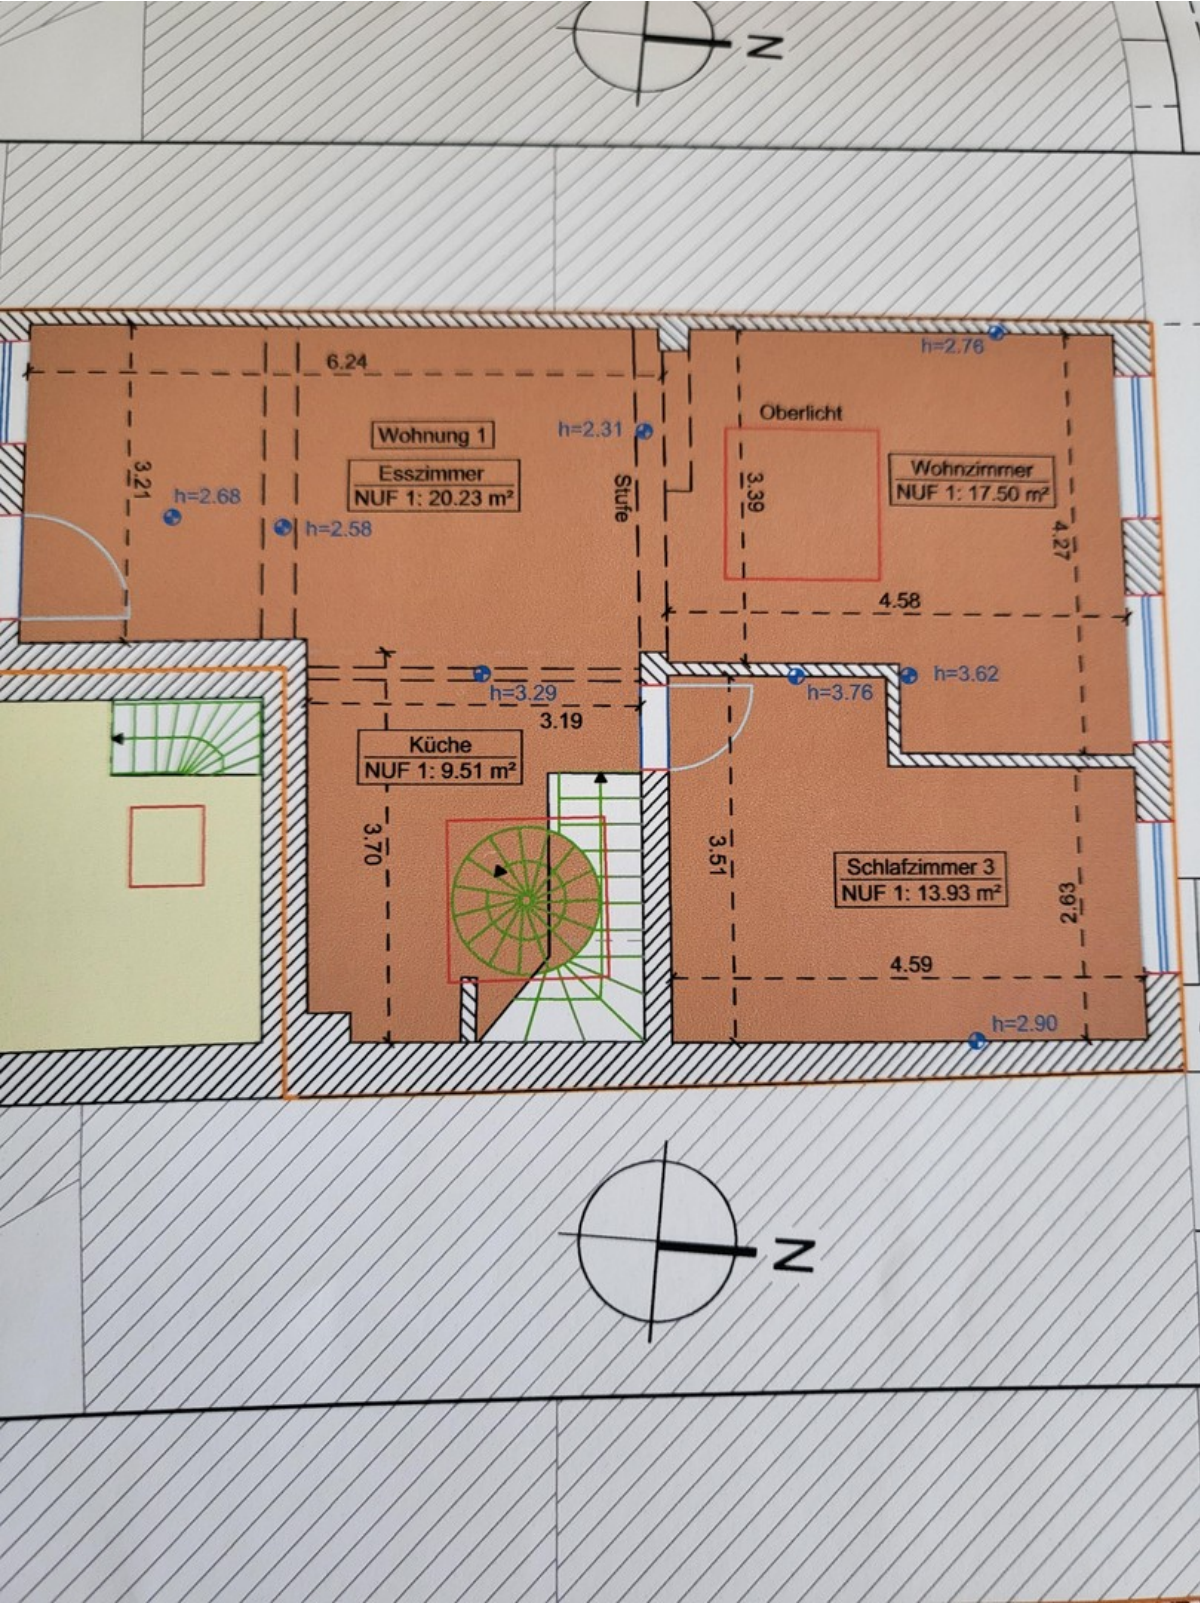 N
h=2.76
6.24
Oberlicht
Wohnung 1
h=2.31
Esszimmer
NUF 1: 20.23 m²
Wohnzimmer
NUF 1: 17.50 m²
3.21
h=2.68
Stufe
3.39
h=2.58
4.27
4.58
h=3.29
h=3.76
h=3.62
3.19
Küche
NUF 1: 9.51 m²
3.70
3.51
Schlafzimmer 3
NUF 1: 13.93 m²
2.63
4.59
h=2.90
N